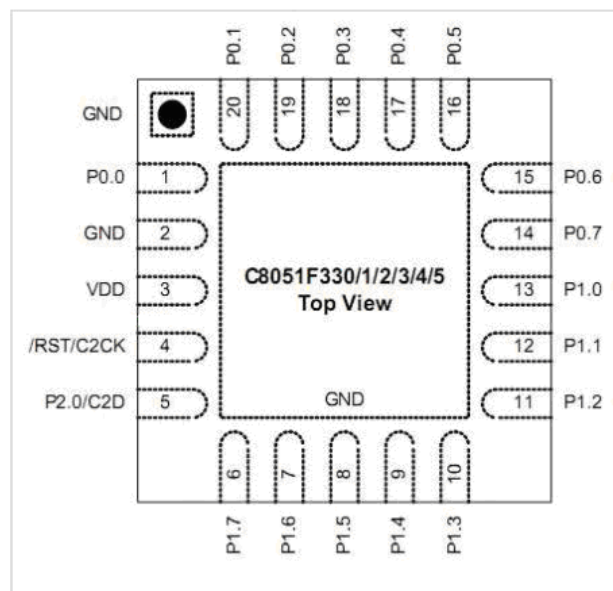 P0.1 P0.2 P0.3 P0.4 P0.5
20 19 18 17 16
GND
P0.0 1 15 P0.6
GND 2 14 P0.7
VDD 3 13 P1.0
/RST/C2CK 4 12 P1.1
P2.0/C2D 5 11 P1.2
C8051F330/1/2/3/4/5
Top View
GND
6 7 8 9 10
P1.7 P1.6 P1.5 P1.4 P1.3